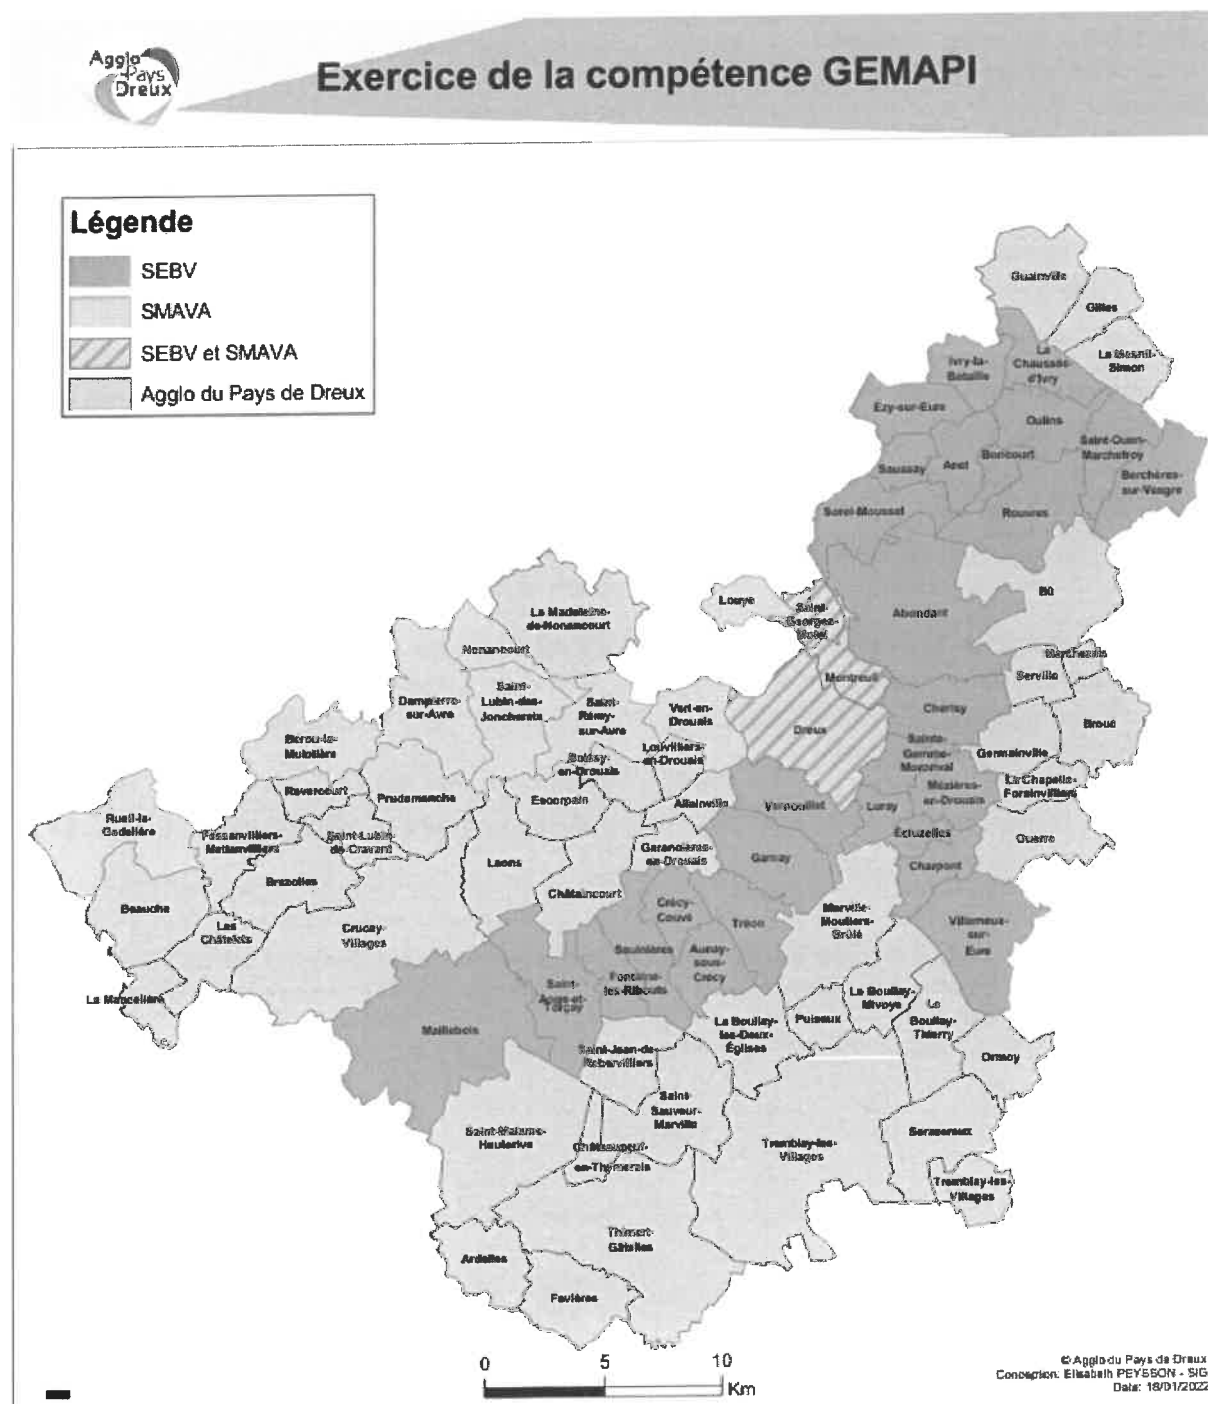 Agglo
Pays
Dreux
Exercice de la compétence GEMAPI
Légende
SEBV
SMAVA
SEBV et SMAVA
Agglo du Pays de Dreux
Guainville
Gilles
Le Mesnil-
Simon
La
Chaussée-
d'Ivry
Ivry-la-
Bataille
Ezy-sur-Eure
Oulins
Saint-Ouen-
Marchefroy
Saussay
Anet
Boncourt
Berchères-
sur-Vesgre
Sorel-Moussel
Rouvres
Bû
Louye
Saint-
Georges-
Motel
Abondant
La Madeleine-
de-Nonancourt
Nonancourt
Marchezais
Serville
Montreuil
Dampierre-
sur-Avre
Saint-
Lubin-des-
Joncherets
Saint-
Rémy-
sur-Avre
Vert-en-
Drouais
Cherisy
Broué
Dreux
Berou-la-
Mulotière
Louvilliers-
en-Drouais
Boissy-
en-Drouais
Sainte-
Gemme-
Moronval
Germainville
Mézières-
en-Drouais
La Chapelle-
Forainvilliers
Revercourt
Prudemanche
Escorpain
Allainville
Vernouillet
Luray
Rueil-la-
Gadelière
Fessanvilliers-
Mattanvilliers
Saint-Lubin-
de-Cravant
Écluzelles
Ouerre
Laons
Garancières-
en-Drouais
Garnay
Charpont
Brezolles
Châtaincourt
Beauche
Les
Châtelets
Crucey-
Villages
Crécy-
Couvé
Tréon
Marville-
Moutiers-
Brûlé
Villemeux-
sur-
Eure
Saulnières
Aunay-
sous-
Crécy
La Mancelière
Saint-
Ange-et-
Torçay
Fontaine-
les-Ribouts
Le Boullay-
Mivoye
Le
Boullay-
Thierry
Puiseux
Le Boullay-
les-Deux-
Églises
Maillebois
Saint-Jean-de-
Rebervilliers
Ormoy
Saint-
Sauveur-
Marville
Saint-Maixme-
Hauterive
Châteauneuf-
en-Thymerais
Tremblay-les-
Villages
Serazereux
Tremblay-les-
Villages
Thimert-
Gâtelles
Ardelles
Favières
0 5 10
Km
© Agglo du Pays de Dreux
Conception: Elisabeth PEYSSON - SIG
Date: 18/01/2022